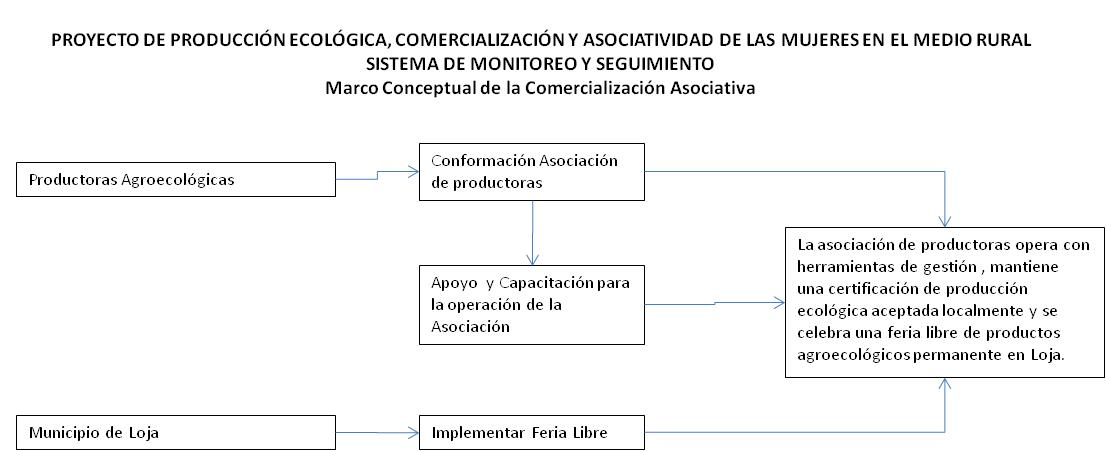 PROYECTO DE PRODUCCIÓN ECOLÓGICA, COMERCIALIZACIÓN Y ASOCIATIVIDAD DE LAS MUJERES EN EL MEDIO RURAL
SISTEMA DE MONITOREO Y SEGUIMIENTO
Marco Conceptual de la Comercialización Asociativa
Productoras Agroecológicas
Conformación Asociación
de productoras
Apoyo y Capacitación para
la operación de la
Asociación
La asociación de productoras opera con
herramientas de gestión , mantiene
una certificación de producción
ecológica aceptada localmente y se
celebra una feria libre de productos
agroecológicos permanente en Loja.
Municipio de Loja
Implementar Feria Libre